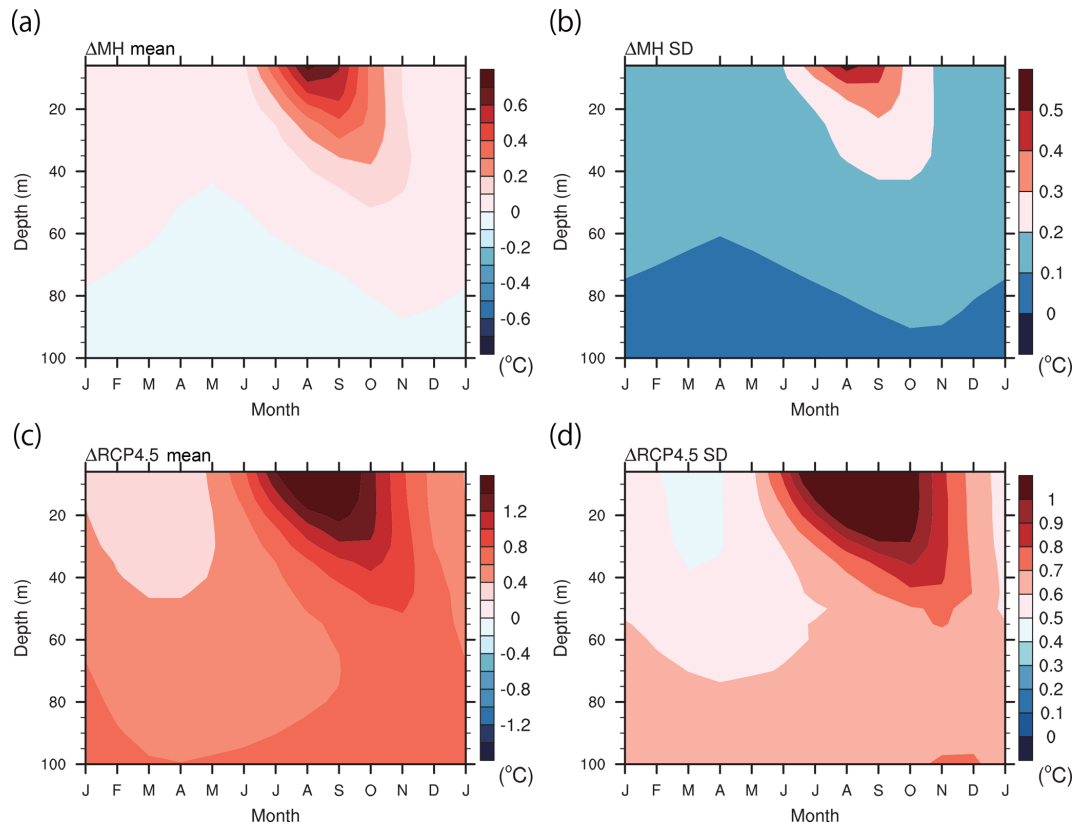 (a)
ΔMH mean
Depth (m)
20
40
60
80
100
J F M A M J J A S O N D J
Month
0.6
0.4
0.2
0
-0.2
-0.4
-0.6
(°C)
(b)
ΔMH SD
Depth (m)
20
40
60
80
100
J F M A M J J A S O N D J
Month
0.5
0.4
0.3
0.2
0.1
0
(°C)
(c)
ΔRCP4.5 mean
Depth (m)
20
40
60
80
100
J F M A M J J A S O N D J
Month
1.2
0.8
0.4
0
-0.4
-0.8
-1.2
(°C)
(d)
ΔRCP4.5 SD
Depth (m)
20
40
60
80
100
J F M A M J J A S O N D J
Month
1
0.9
0.8
0.7
0.6
0.5
0.4
0.3
0.2
0.1
0
(°C)